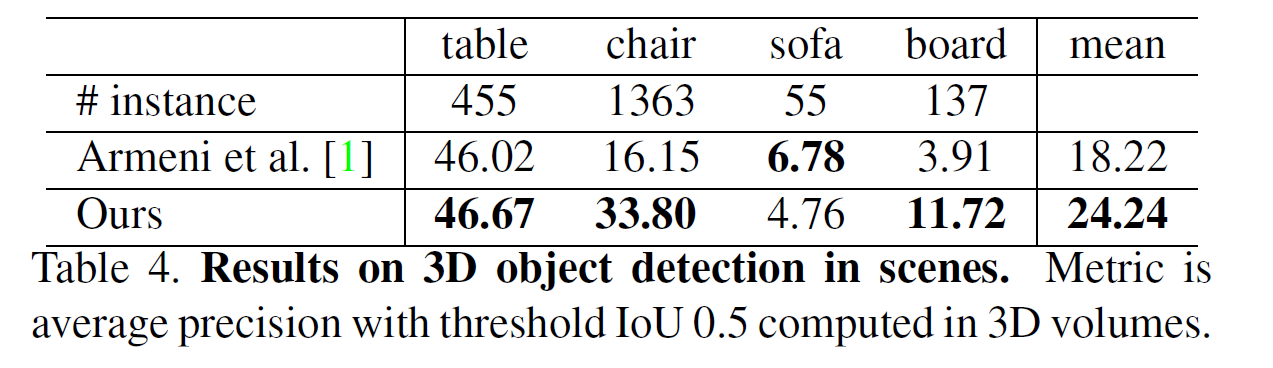 table chair sofa board mean
# instance 455 1363 55 137
Armeni et al. [1] 46.02 16.15 6.78 3.91 18.22
Ours 46.67 33.80 4.76 11.72 24.24
Table 4. Results on 3D object detection in scenes. Metric is
average precision with threshold IoU 0.5 computed in 3D volumes.